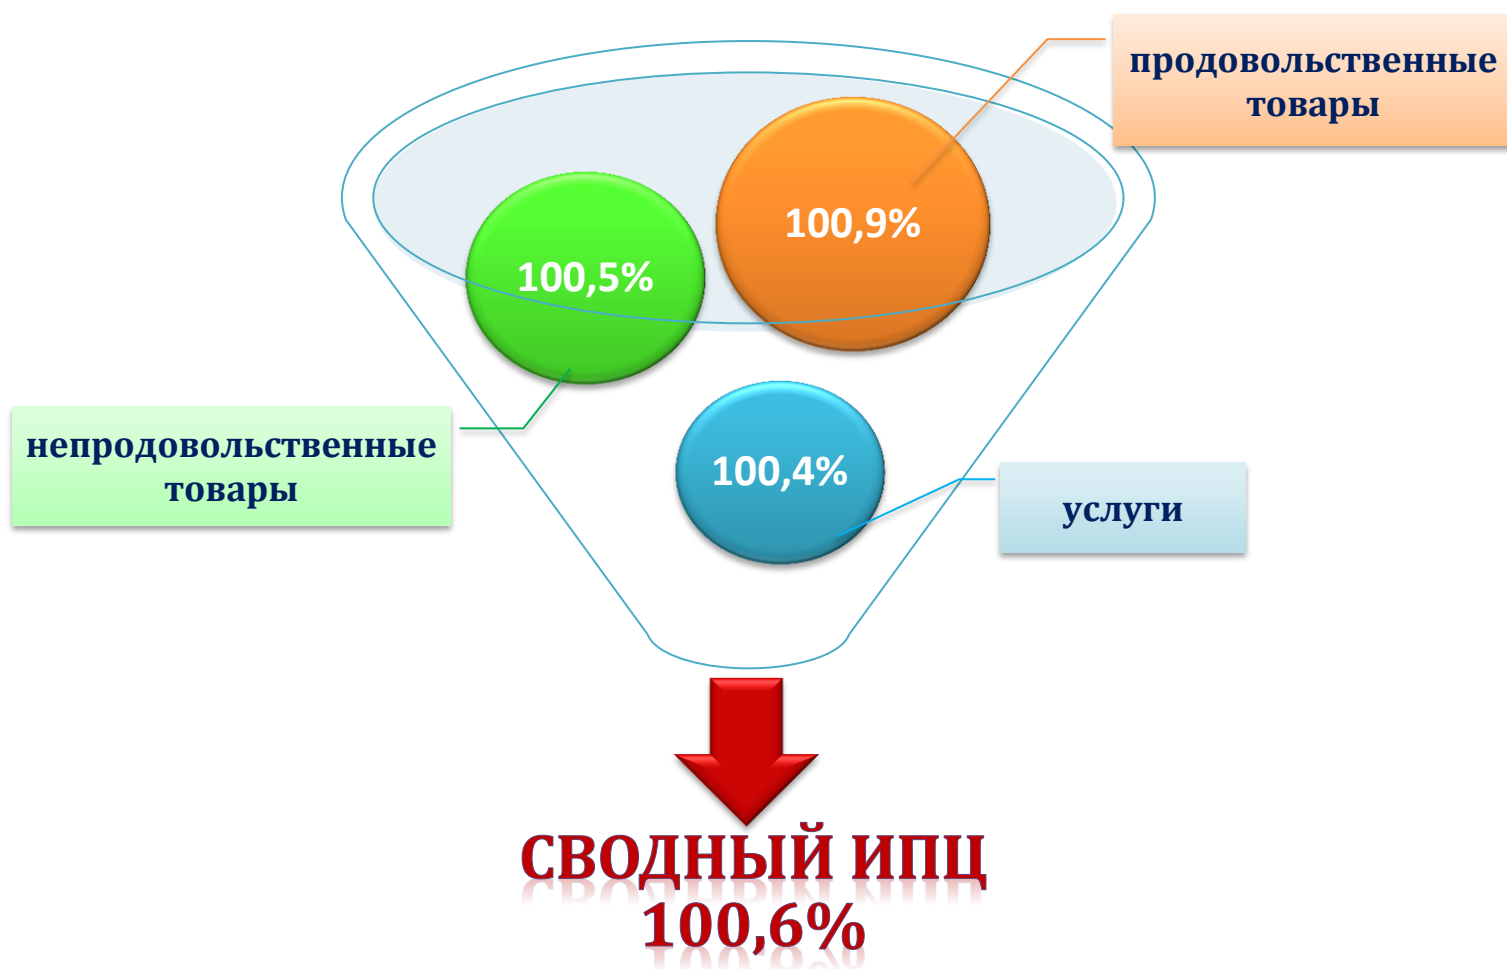 продовольственные
товары
100,9%
100,5%
непродовольственные
товары
100,4%
услуги
СВОДНЫЙ ИПЦ
100,6%